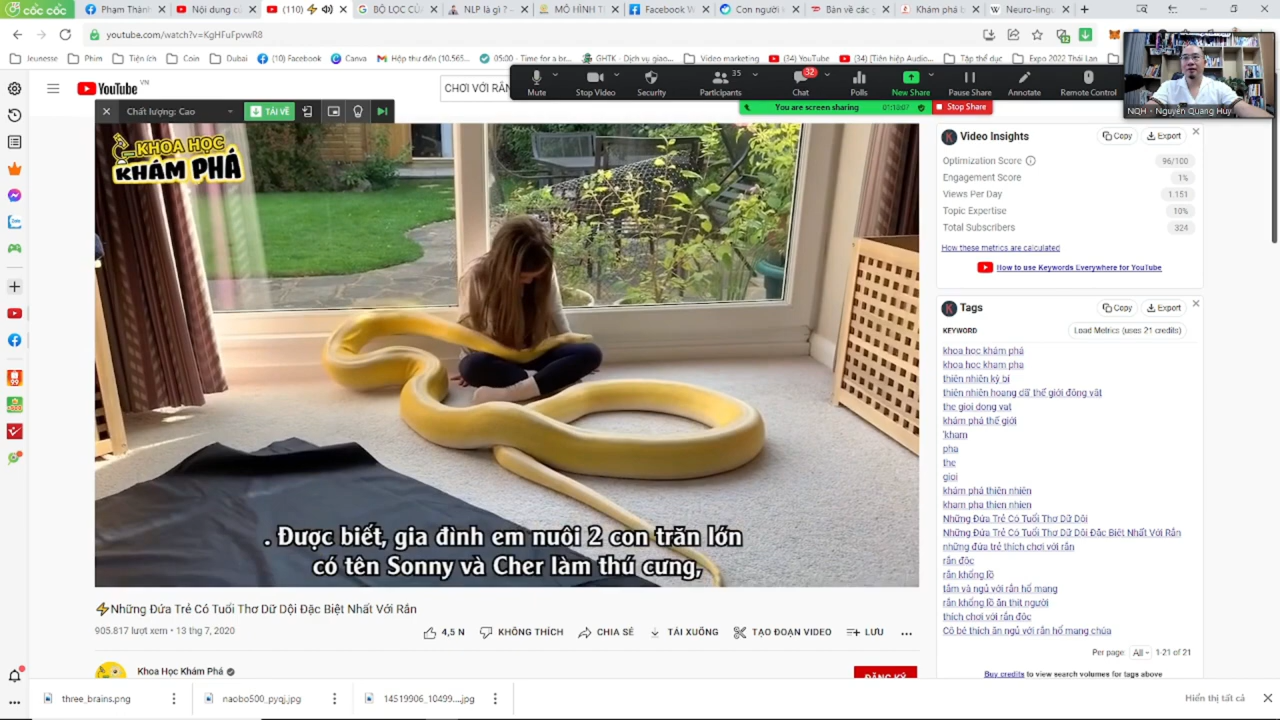 CỐC CỐC
Phạm Thành
Nội dung c
(110)
BỘ LỌC CỦ
NLP là gì? -
MÔ HÌNH T
Facebook V
Con người
Bàn về các
Khám phá b
Neuro-lingu
youtube.com/watch?v=KgHFuFpvwR8
Jeunesse
Phim
Tiện ích
Coin
Dubai
(10) Facebook
Canva
Hộp thư đến (10.565...
05:00 - Time for a bre...
GHTK - Dịch vụ giao...
Video marketing
(34) YouTube
(34) [Tiên hiệp Audio...
Tập thể dục
Expo 2022 Thái Lan
YouTube VN
CHƠI VỚI RẮN
Mute
Stop Video
Security
Participants
35
Chat
32
Polls
New Share
Pause Share
Annotate
Remote Control
You are screen sharing
Stop Share
NQH - Nguyễn Quang Huy
Chất lượng: Cao
TẢI VỀ
KHOA HỌC
KHÁM PHÁ
. Được biết, gia đình em nuôi 2 con trăn lớn
có tên Sonny và Cher làm thú cưng,
⚡Những Đứa Trẻ Có Tuổi Thơ Dữ Dội Đặc Biệt Nhất Với Rắn
905.817 lượt xem • 13 thg 7, 2020
4,5 N
KHÔNG THÍCH
CHIA SẺ
TẢI XUỐNG
TẠO ĐOẠN VIDEO
LƯU
Khoa Học Khám Phá
ĐĂNG KÝ
Video Insights
Copy
Export
Optimization Score
96/100
Engagement Score
1%
Views Per Day
1.151
Topic Expertise
10%
Total Subscribers
324
How these metrics are calculated
How to use Keywords Everywhere for YouTube
Tags
Copy
Export
KEYWORD
Load Metrics (uses 21 credits)
khoa học khám phá
khoa hoc kham pha
thiên nhiên kỳ bí
thiên nhiên hoang dã' thế giới động vật
the gioi dong vat
khám phá thế giới
'kham
pha
the
gioi
khám phá thiên nhiên
kham pha thien nhien
Những Đứa Trẻ Có Tuổi Thơ Dữ Dội
Những Đứa Trẻ Có Tuổi Thơ Dữ Dội Đặc Biệt Nhất Với Rắn
những đứa trẻ thích chơi với rắn
rắn độc
rắn khổng lồ
tắm và ngủ với rắn hổ mang
rắn khổng lồ ăn thịt người
thích chơi với rắn độc
Cô bé thích ăn ngủ với rắn hổ mang chúa
Per page: All
1-21 of 21
Buy credits to view search volumes for tags above
three_brains.png
naobo500_pyqj.jpg
14519906_10499....jpg
Hiển thị tất cả